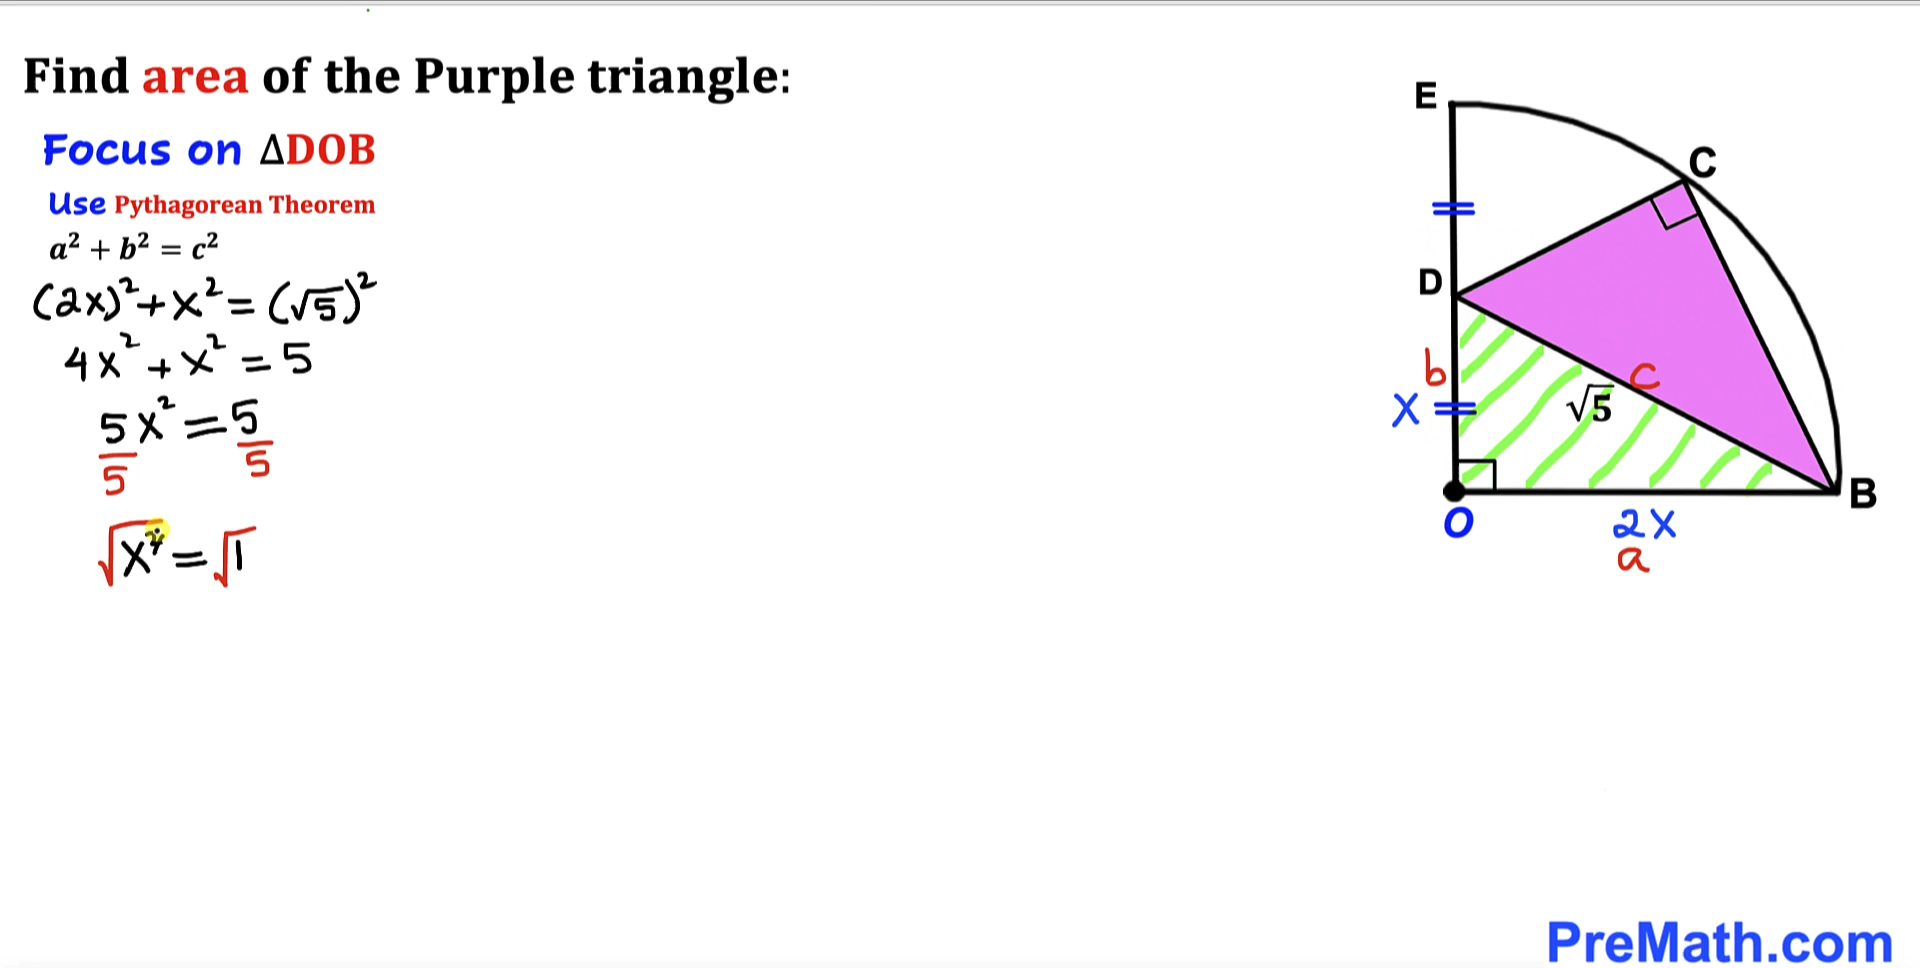 Find area of the Purple triangle:
Focus on ΔDOB
Use Pythagorean Theorem
a² + b² = c²
(2x)² + x² = (√5)²
4x² + x² = 5
5x² = 5
5 5
√x² = √1
E
C
D
b
c
x
√5
B
O
2x
a
PreMath.com